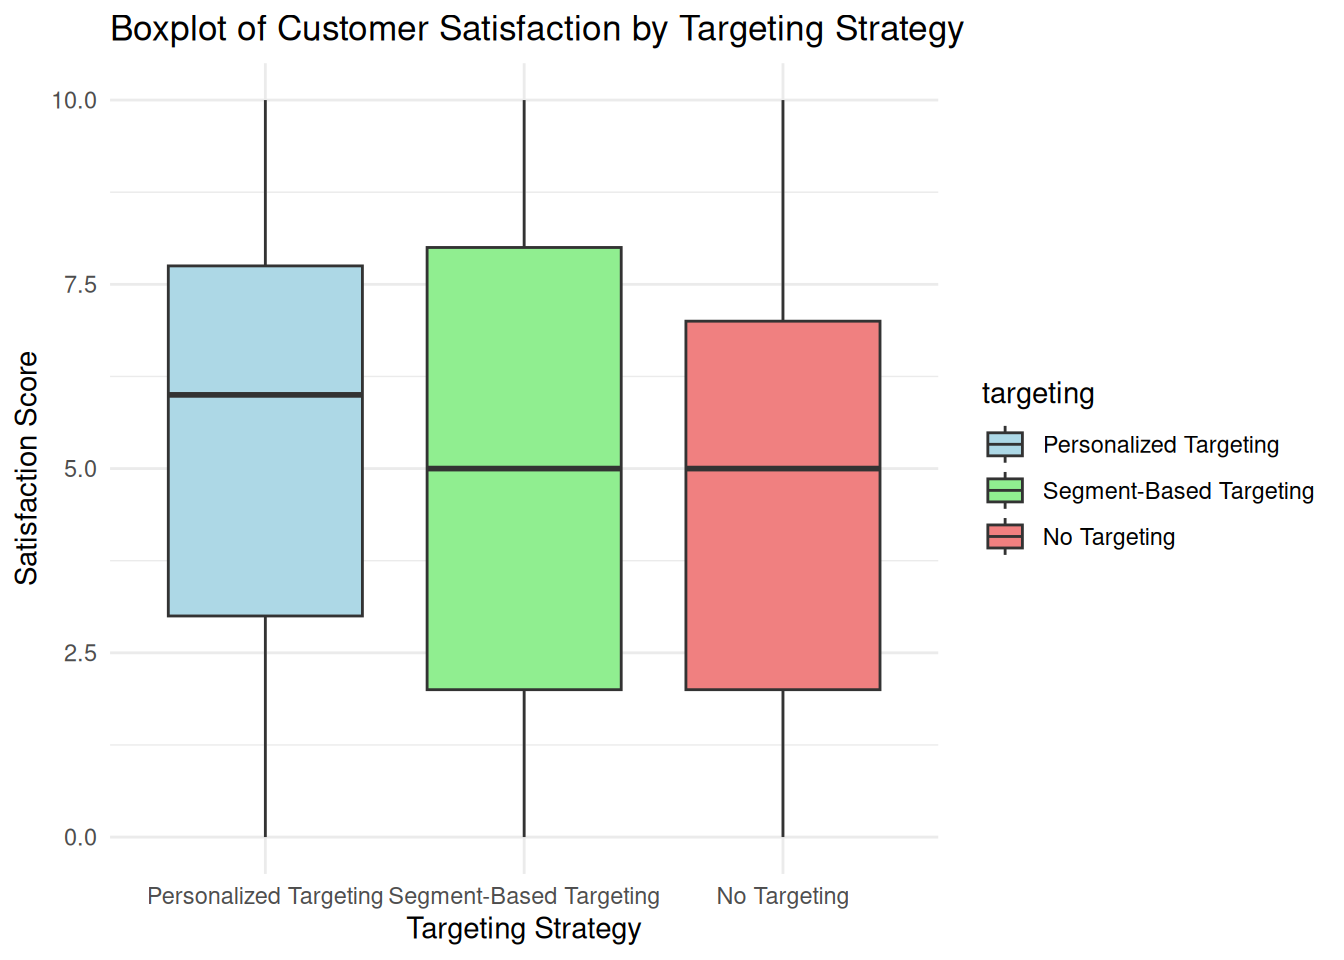 Boxplot of Customer Satisfaction by Targeting Strategy
Satisfaction Score
10.0
7.5
5.0
2.5
0.0
Personalized Targeting
Segment-Based Targeting
No Targeting
Targeting Strategy
targeting
Personalized Targeting
Segment-Based Targeting
No Targeting